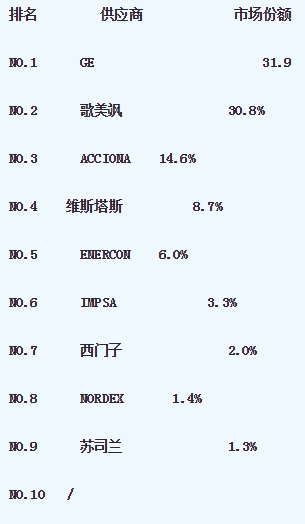 排名 供应商 市场份额
NO.1 GE 31.9
NO.2 歌美飒 30.8%
NO.3 ACCIONA 14.6%
NO.4 维斯塔斯 8.7%
NO.5 ENERCON 6.0%
NO.6 IMPSA 3.3%
NO.7 西门子 2.0%
NO.8 NORDEX 1.4%
NO.9 苏司兰 1.3%
NO.10 /